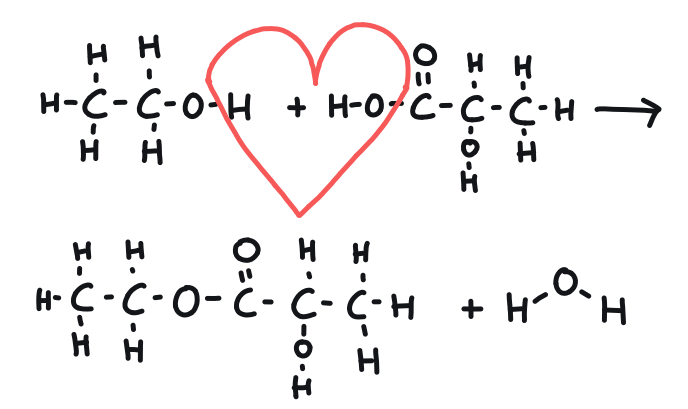 H H O H H
H-C-C-O-H + H-O-C-C-C-H →
H H O H
H
H H O H H
H-C-C-O-C-C-C-H + H-O-H
H H O H
H